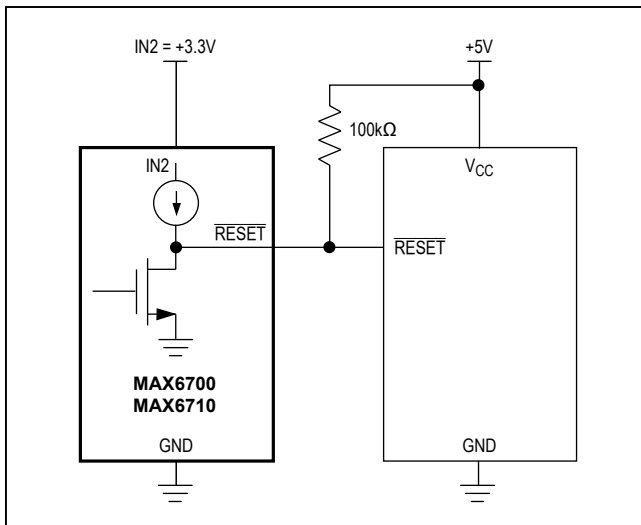 IN2 = +3.3V
+5V
100kΩ
IN2
VCC
RESET
RESET
MAX6700
MAX6710
GND
GND